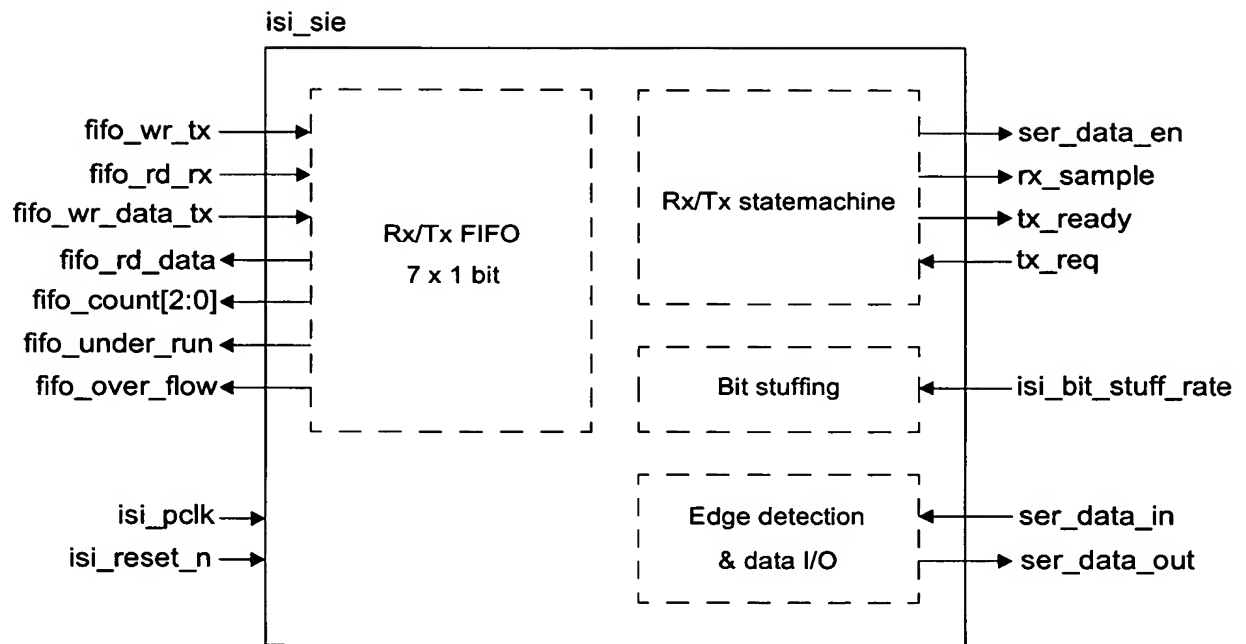 isi_sie
fifo_wr_tx
fifo_rd_rx
fifo_wr_data_tx
fifo_rd_data
fifo_count[2:0]
fifo_under_run
fifo_over_flow
isi_pclk
isi_reset_n
Rx/Tx FIFO
7 x 1 bit
Rx/Tx statemachine
Bit stuffing
Edge detection
& data I/O
ser_data_en
rx_sample
tx_ready
tx_req
isi_bit_stuff_rate
ser_data_in
ser_data_out